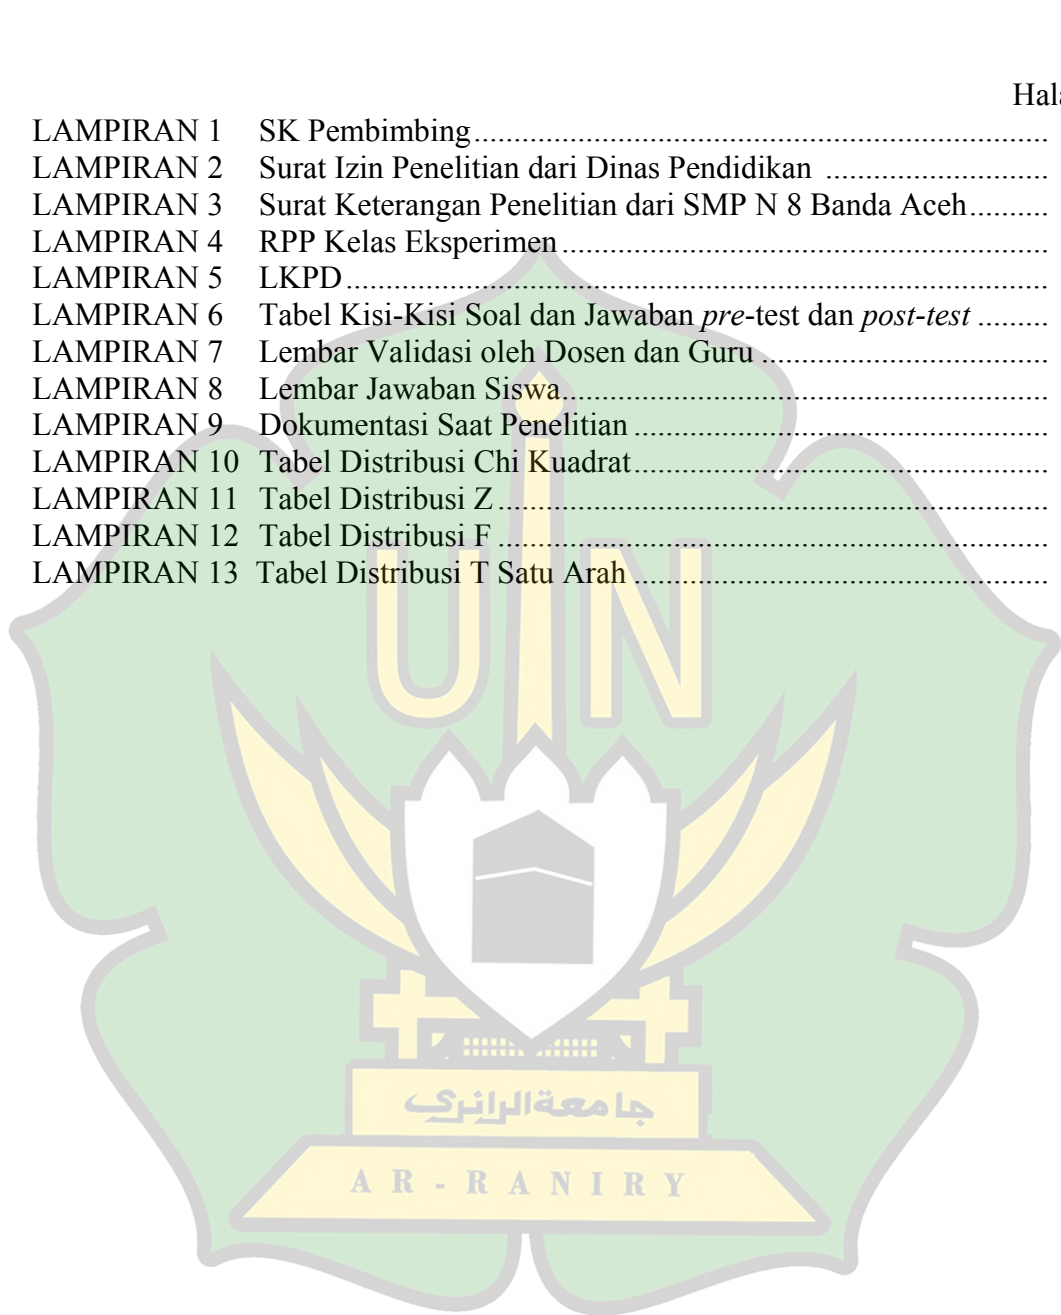 Hala
LAMPIRAN 1 SK Pembimbing........................................................................
LAMPIRAN 2 Surat Izin Penelitian dari Dinas Pendidikan ............................
LAMPIRAN 3 Surat Keterangan Penelitian dari SMP N 8 Banda Aceh..........
LAMPIRAN 4 RPP Kelas Eksperimen.............................................................
LAMPIRAN 5 LKPD........................................................................................
LAMPIRAN 6 Tabel Kisi-Kisi Soal dan Jawaban pre-test dan post-test .........
LAMPIRAN 7 Lembar Validasi oleh Dosen dan Guru ....................................
LAMPIRAN 8 Lembar Jawaban Siswa.............................................................
LAMPIRAN 9 Dokumentasi Saat Penelitian ....................................................
LAMPIRAN 10 Tabel Distribusi Chi Kuadrat....................................................
LAMPIRAN 11 Tabel Distribusi Z.....................................................................
LAMPIRAN 12 Tabel Distribusi F .....................................................................
LAMPIRAN 13 Tabel Distribusi T Satu Arah ....................................................
UIN
جامعة الرانري
AR-RANIRY